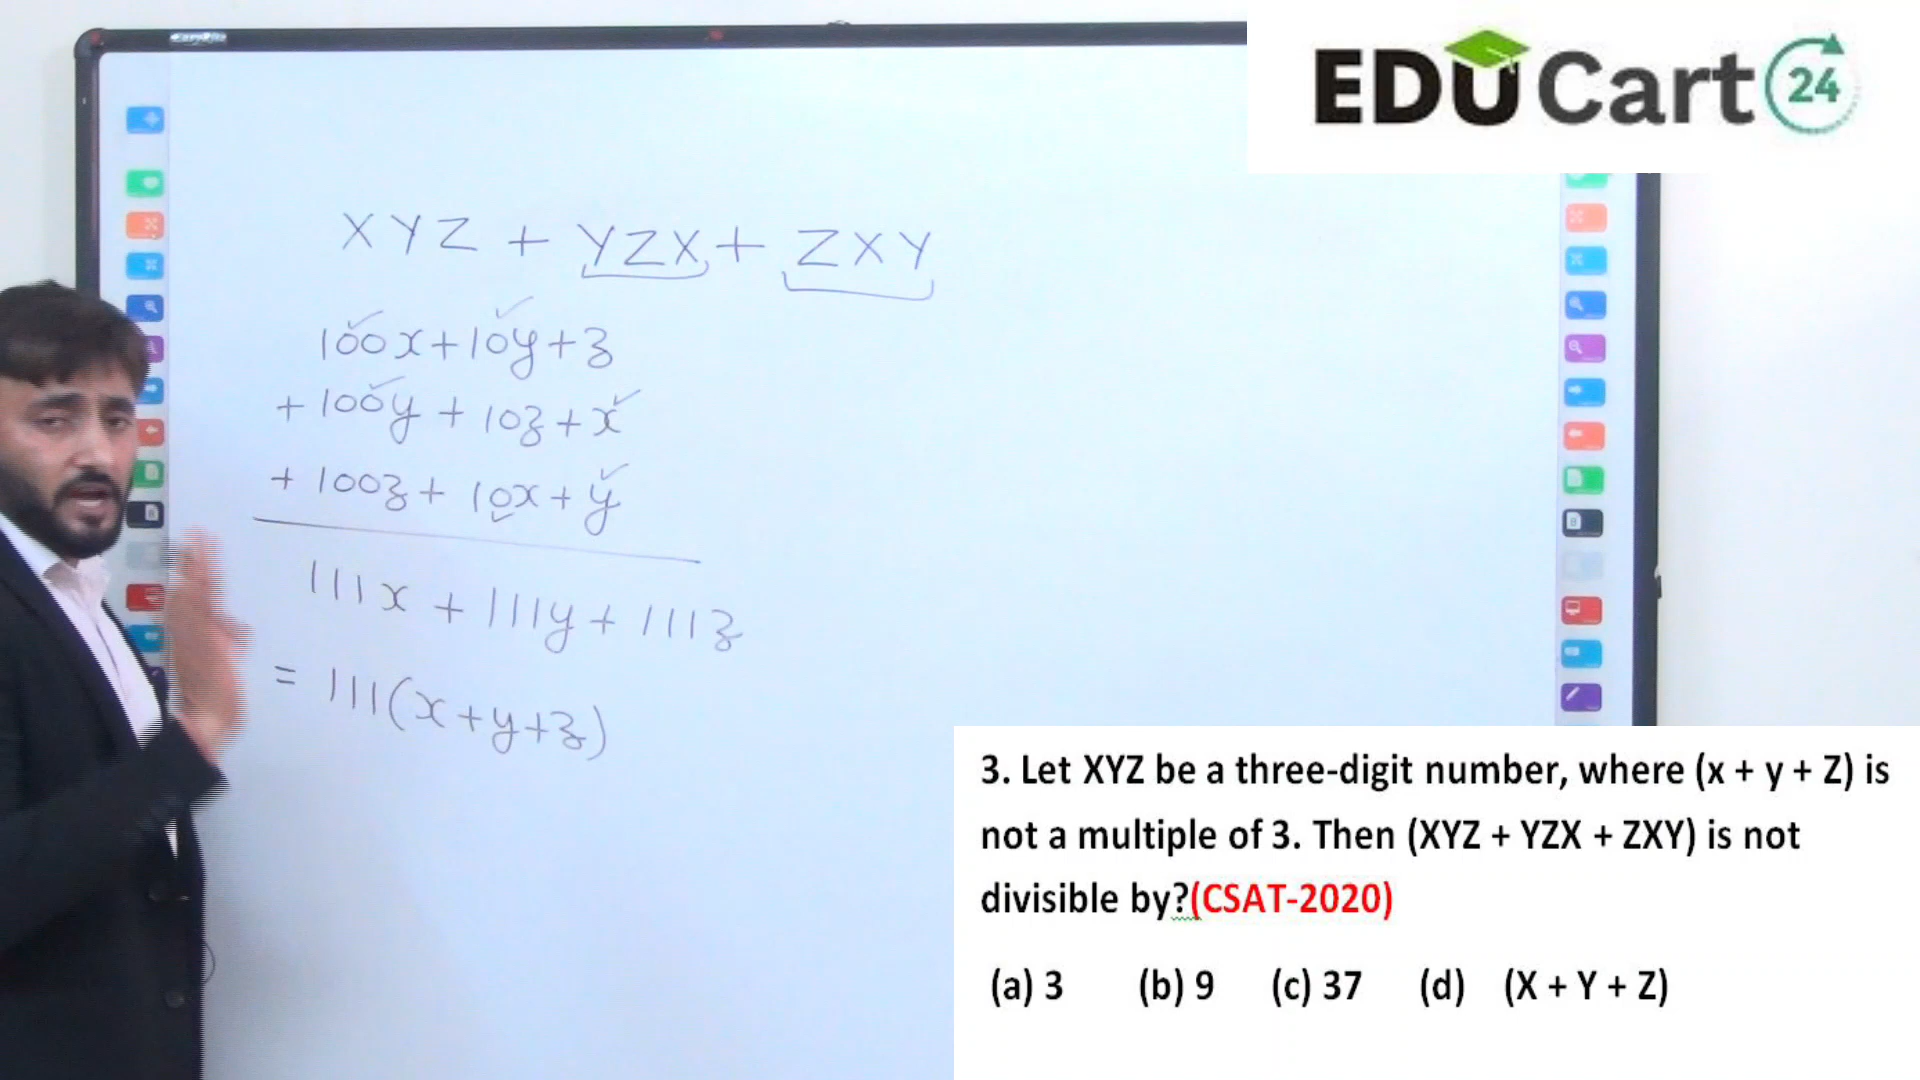 EDUCart 24
XYZ + YZX + ZXY
100x+10y+z
+ 100y + 10z + x
+ 100z + 10x + y
111x + 111y + 111z
= 111(x+y+z)
3. Let XYZ be a three-digit number, where (x + y + Z) is
not a multiple of 3. Then (XYZ + YZX + ZXY) is not
divisible by?(CSAT-2020)
(a) 3 (b) 9 (c) 37 (d) (X + Y + Z)